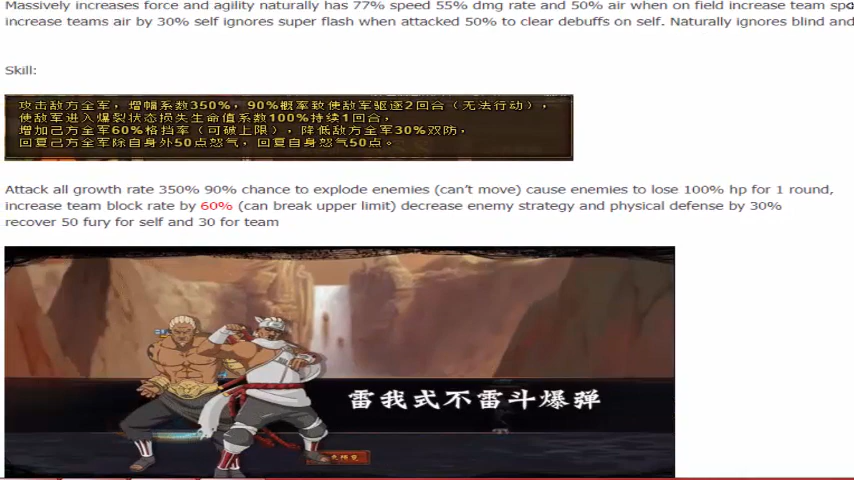 Massively increases force and agility naturally has 77% speed 55% dmg rate and 50% air when on field increase team
increase teams air by 30% self ignores super flash when attacked 50% to clear debuffs on self. Naturally ignores blind and
Skill:
攻击敌方全军，增幅系数350%，90%概率致使敌军驱逐2回合（无法行动），
使敌军进入爆裂状态损失生命值系数100%持续1回合，
增加己方全军60%格挡率（可破上限），降低敌方全军30%双防，
回复己方全军除自身外50点怒气，回复自身怒气50点。
Attack all growth rate 350% 90% chance to explode enemies (can't move) cause enemies to lose 100% hp for 1 round,
increase team block rate by 60% (can break upper limit) decrease enemy strategy and physical defense by 30%
recover 50 fury for self and 30 for team
雷我式不雷斗爆弹